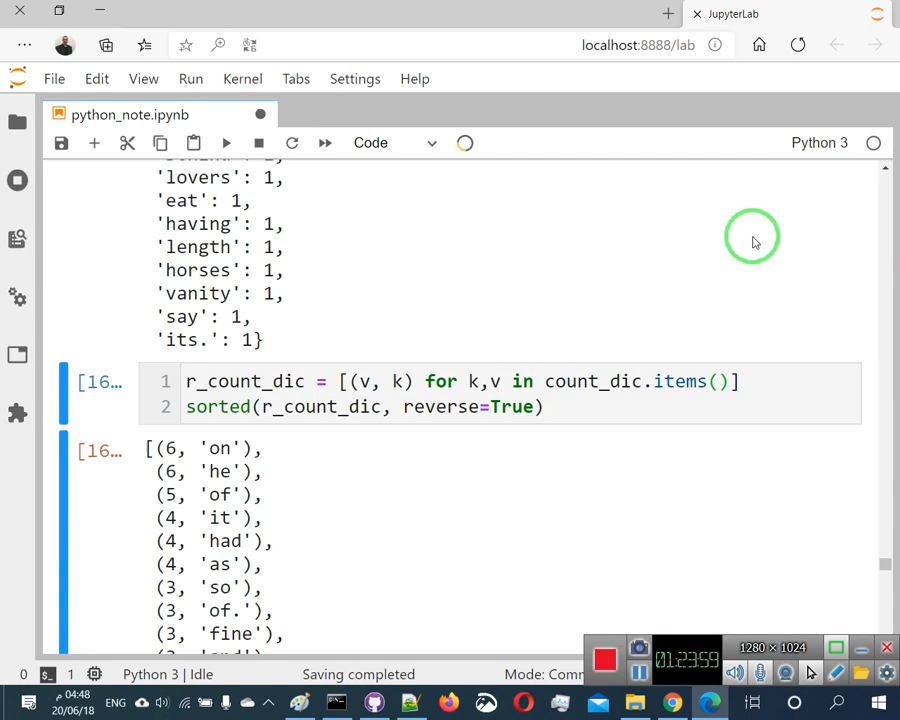 JupyterLab
localhost:8888/lab
File Edit View Run Kernel Tabs Settings Help
python_note.ipynb
Code Python 3
'lovers': 1,
'eat': 1,
'having': 1,
'length': 1,
'horses': 1,
'vanity': 1,
'say': 1,
'its.': 1}
[16… 1 r_count_dic = [(v, k) for k,v in count_dic.items()]
2 sorted(r_count_dic, reverse=True)
[16… [(6, 'on'),
(6, 'he'),
(5, 'of'),
(4, 'it'),
(4, 'had'),
(4, 'as'),
(3, 'so'),
(3, 'of.'),
(3, 'fine'),
1280 × 1024
01:23:59
0 1 Python 3 | Idle Saving completed Mode: Comm
ENG 04:48 م
20/06/18